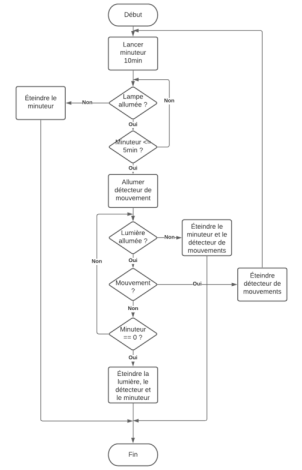 Début
Lancer
minuteur
10min
Lampe
allumée ?
Non
Non
Éteindre le
minuteur
Oui
Minuteur <=
5min ?
Oui
Allumer
détecteur de
mouvement
Lumière
allumée ?
Non
Éteindre le
minuteur et le
détecteur de
mouvements
Non
Oui
Mouvement
?
Oui
Éteindre
détecteur de
mouvements
Non
Minuteur
== 0 ?
Oui
Éteindre la
lumière, le
détecteur et
le minuteur
Fin